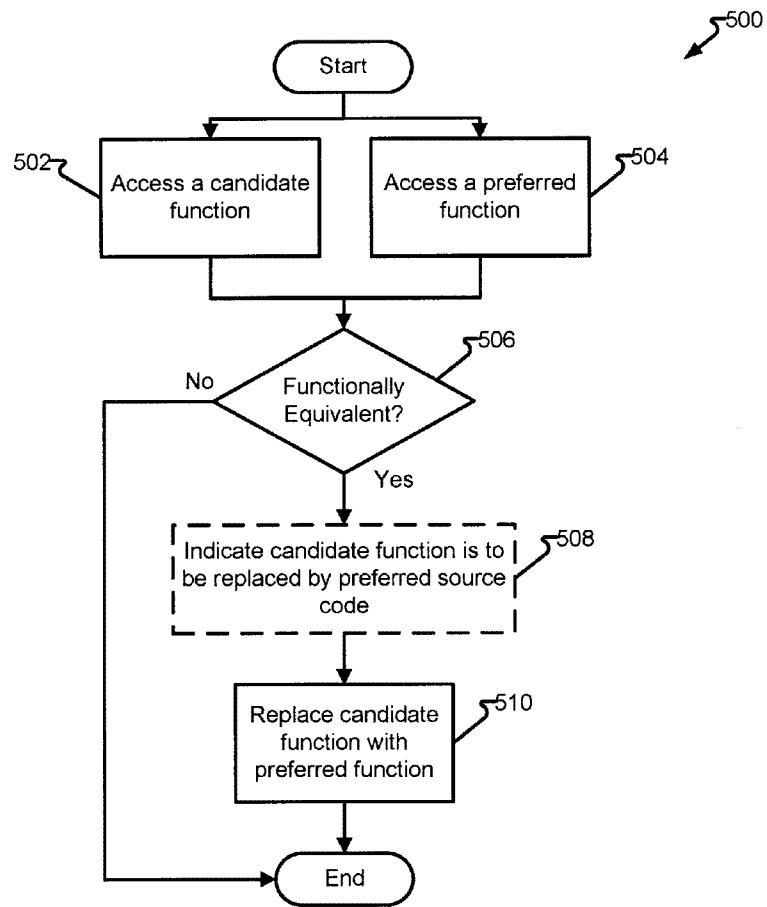 500
Start
502
Access a candidate
function
504
Access a preferred
function
506
No
Functionally
Equivalent?
Yes
508
Indicate candidate function is to
be replaced by preferred source
code
510
Replace candidate
function with
preferred function
End